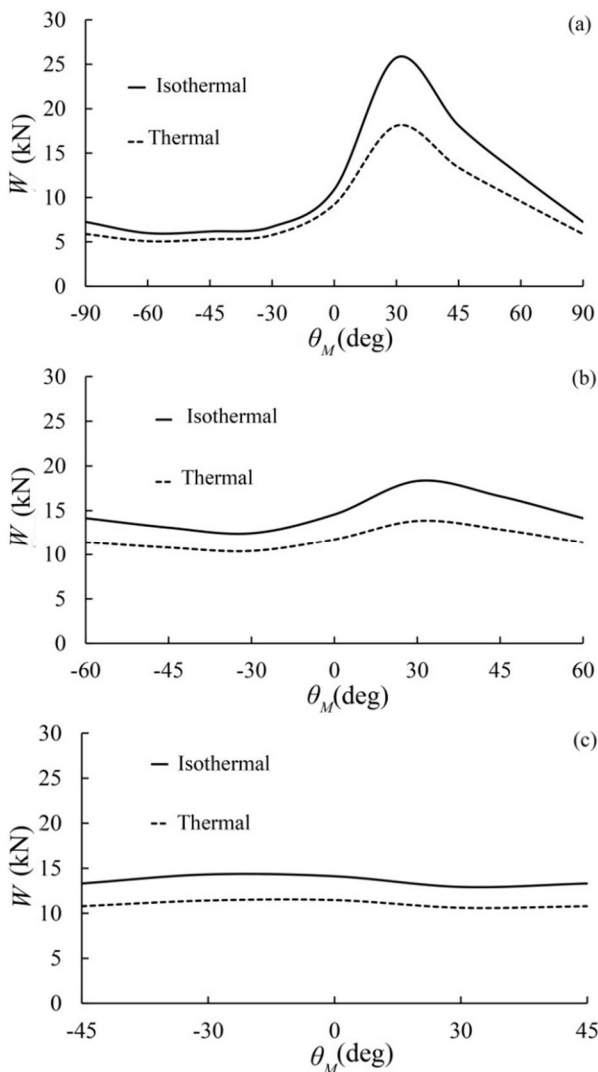 (a)
30
25
20
15
10
5
0
W (kN)
Isothermal
Thermal
-90 -60 -45 -30 0 30 45 60 90
θM(deg)
(b)
30
25
20
15
10
5
0
W (kN)
Isothermal
Thermal
-60 -45 -30 0 30 45 60
θM(deg)
(c)
30
25
20
15
10
5
0
W (kN)
Isothermal
Thermal
-45 -30 0 30 45
θM(deg)